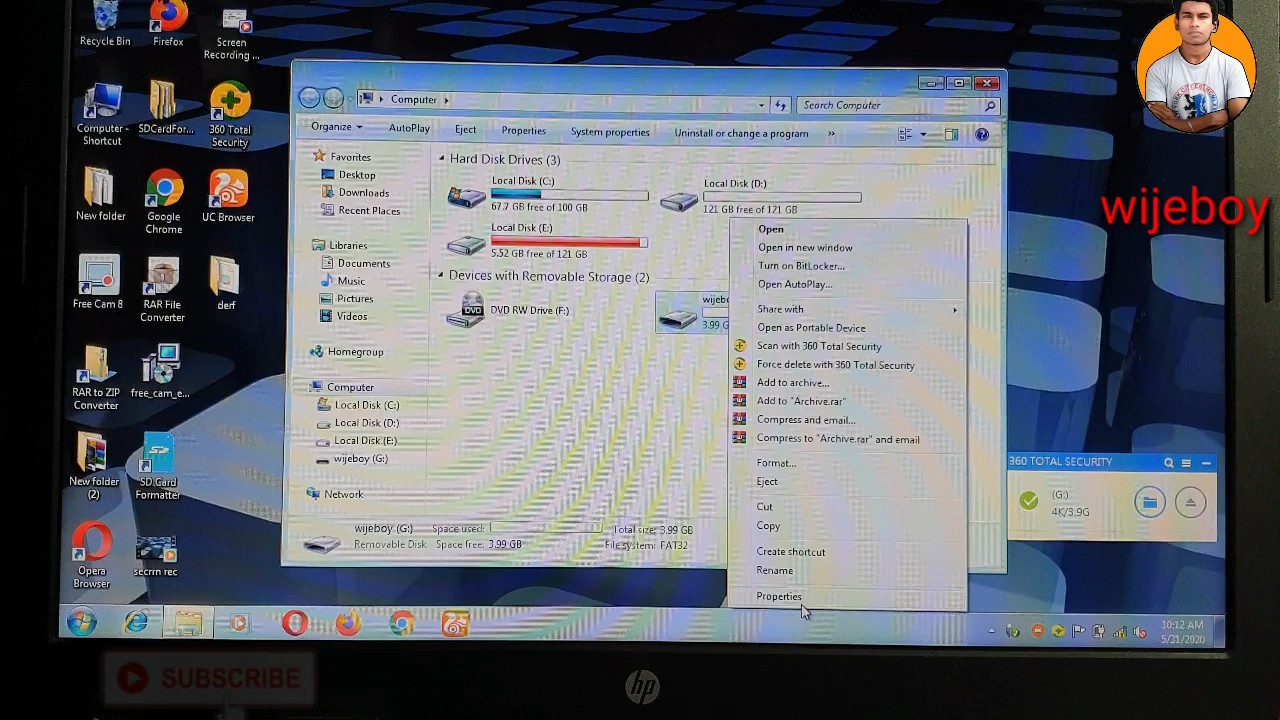 Recycle Bin
Firefox
Screen
Recording ...
Computer -
Shortcut
SDCardFor...
360 Total
Security
New folder
Google
Chrome
UC Browser
Free Cam 8
RAR File
Converter
derf
RAR to ZIP
Converter
free_cam_e...
New folder
(2)
SD Card
Formatter
Opera
Browser
secrrn rec
Computer
Search Computer
Organize
AutoPlay
Eject
Properties
System properties
Uninstall or change a program
»
Favorites
Desktop
Downloads
Recent Places
Libraries
Documents
Music
Pictures
Videos
Homegroup
Computer
Local Disk (C:)
Local Disk (D:)
Local Disk (E:)
wijeboy (G:)
Network
Hard Disk Drives (3)
Local Disk (C:)
67.7 GB free of 100 GB
Local Disk (D:)
121 GB free of 121 GB
Local Disk (E:)
5.52 GB free of 121 GB
Devices with Removable Storage (2)
DVD
DVD RW Drive (F:)
wijebo
3.99 G
Open
Open in new window
Turn on BitLocker...
Open AutoPlay...
Share with
Open as Portable Device
Scan with 360 Total Security
Force delete with 360 Total Security
Add to archive...
Add to "Archive.rar"
Compress and email...
Compress to "Archive.rar" and email
Format...
Eject
Cut
Copy
Create shortcut
Rename
Properties
wijeboy (G:) Space used: Total size: 3.99 GB
Removable Disk Space free: 3.99 GB File system: FAT32
360 TOTAL SECURITY
(G:)
4K/3.9G
10:12 AM
5/21/2020
wijeboy
SUBSCRIBE
hp